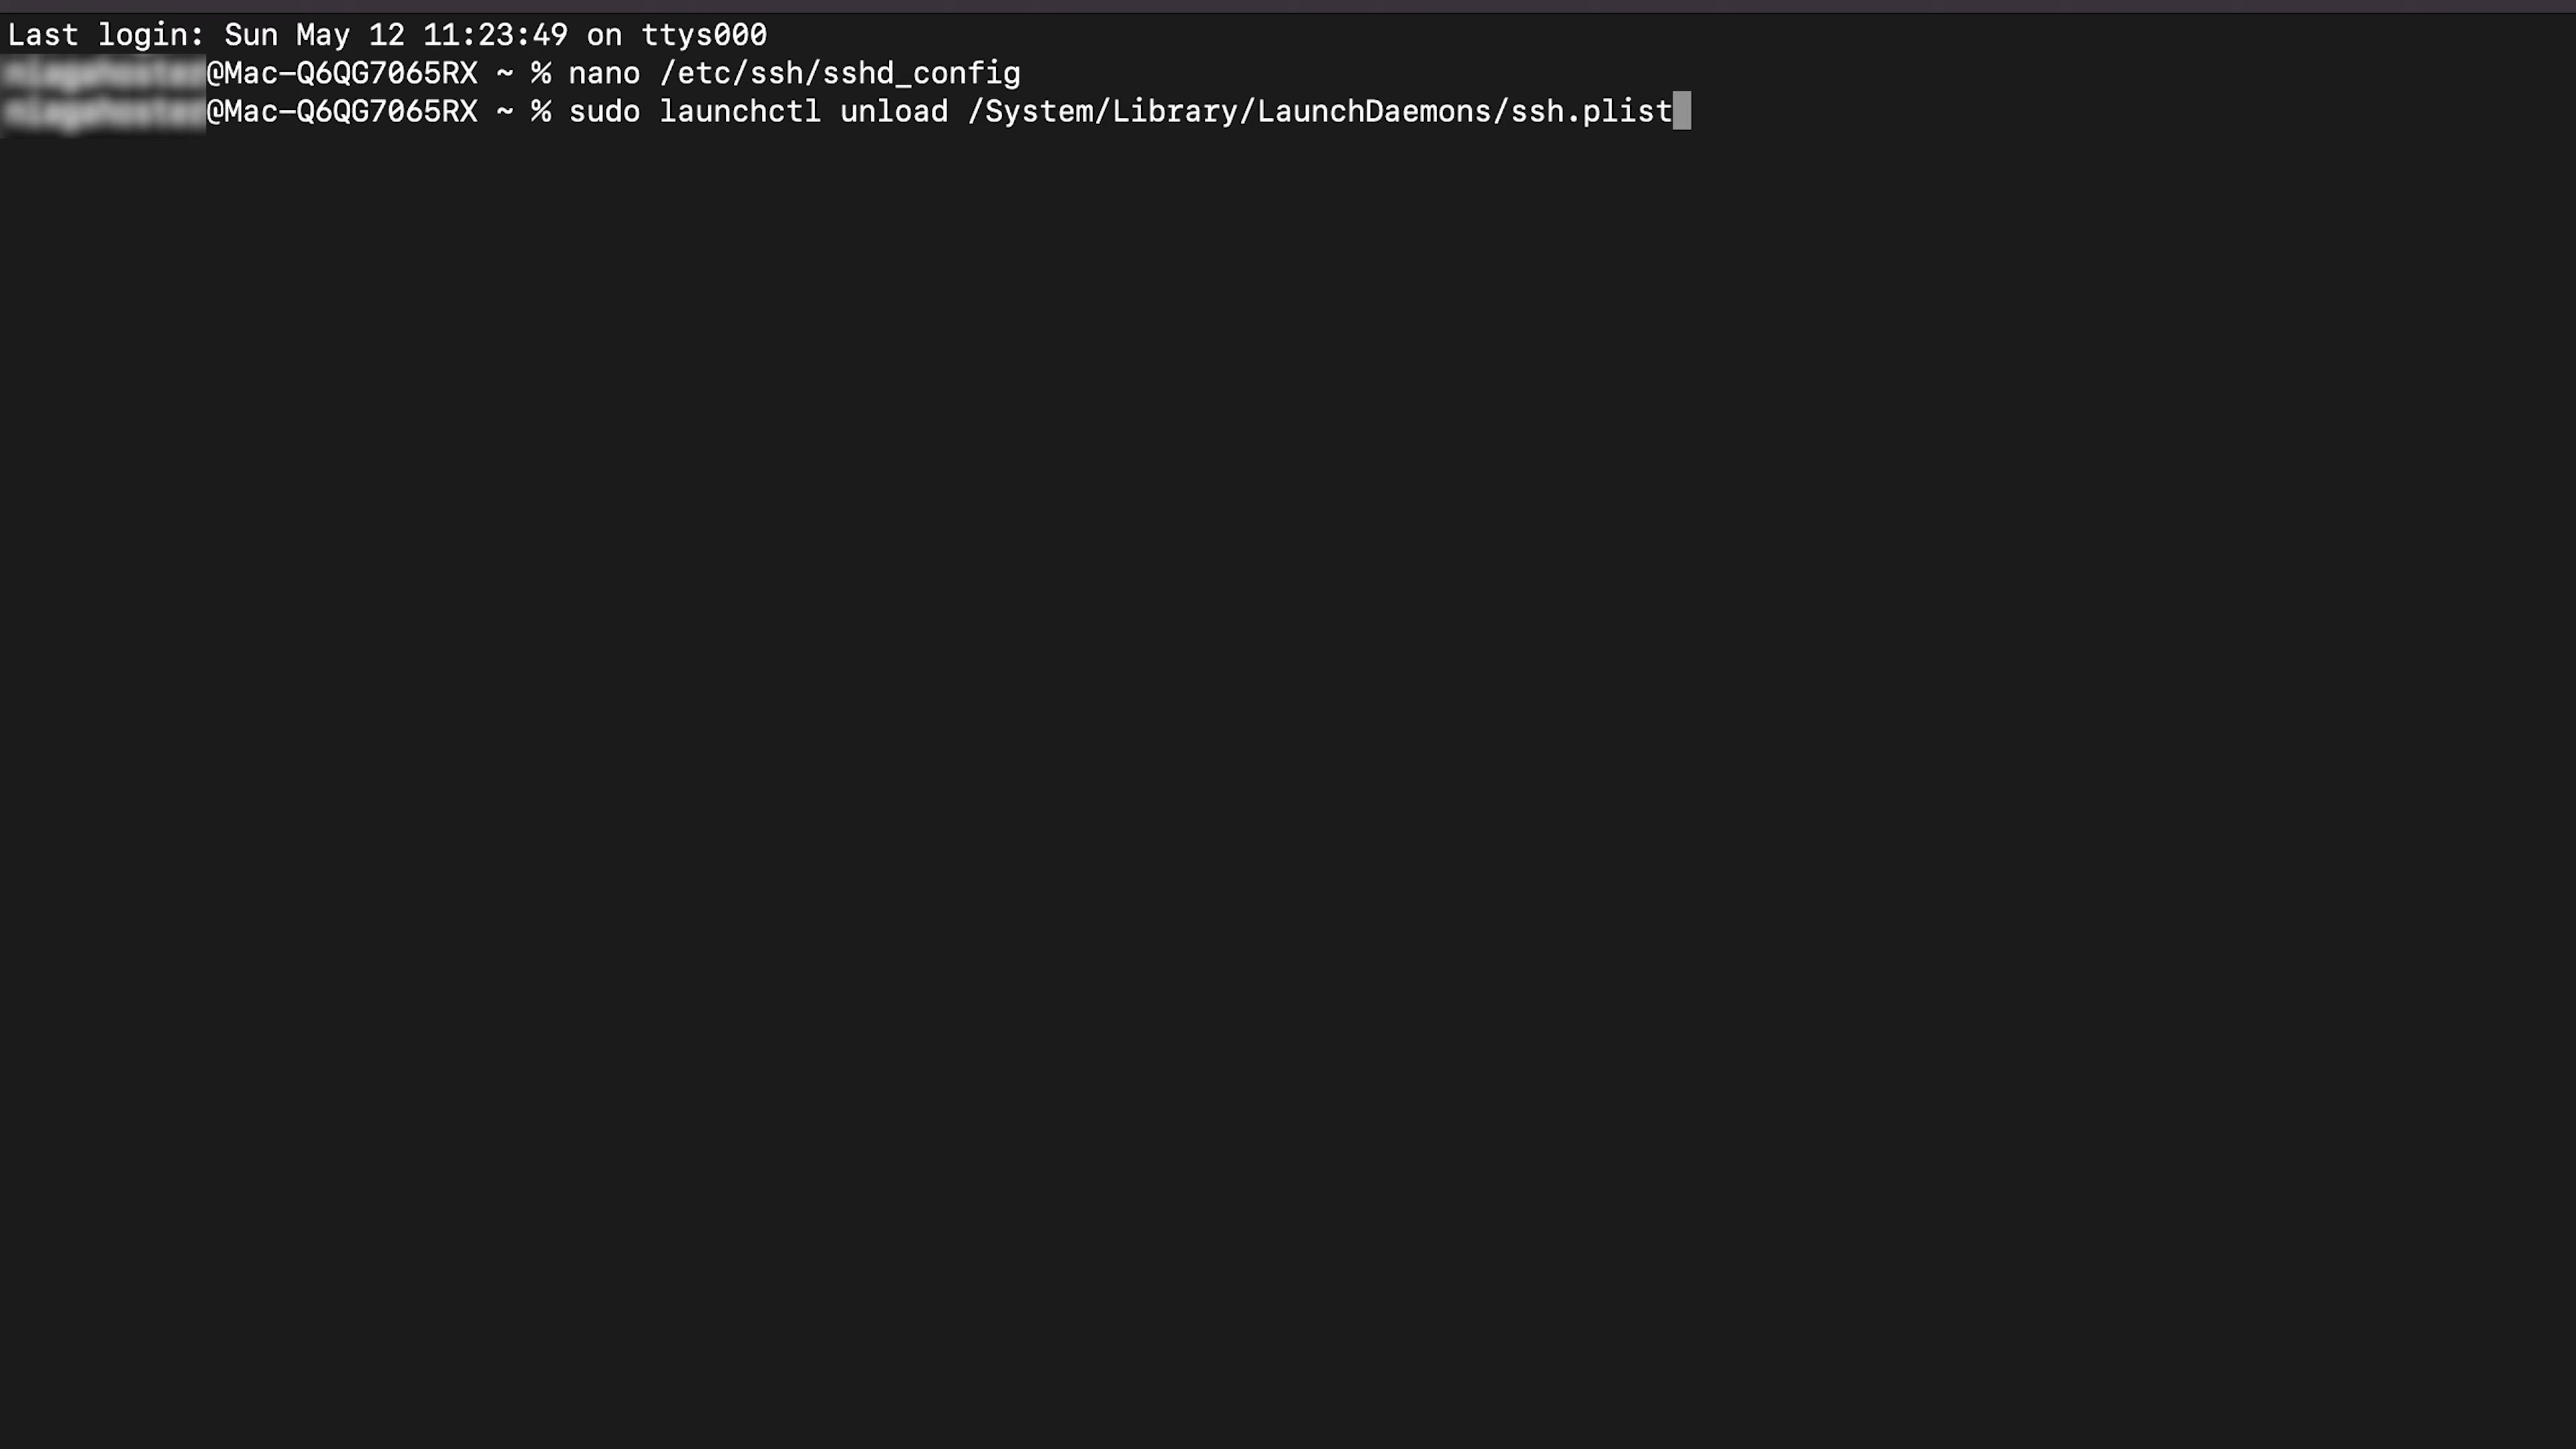 Last login: Sun May 12 11:23:49 on ttys000
@Mac-Q6QG7065RX ~ % nano /etc/ssh/sshd_config
@Mac-Q6QG7065RX ~ % sudo launchctl unload /System/Library/LaunchDaemons/ssh.plist